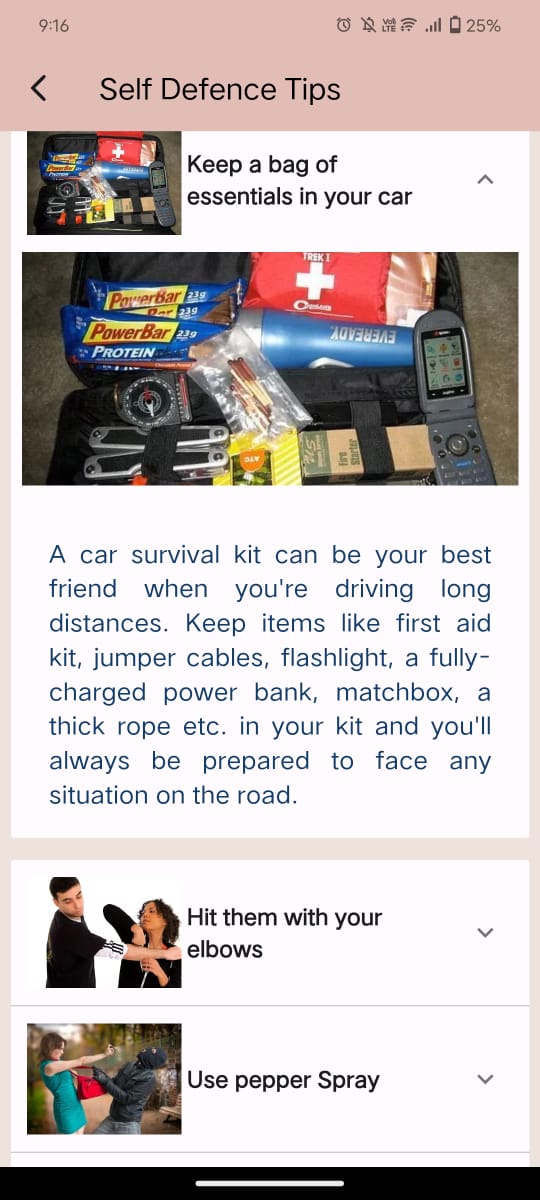 9:16
Vo) LTE
25%
Self Defence Tips
Keep a bag of
essentials in your car
TREK I
PowerBar 23g
23g
PowerBar 23g
PROTEIN
EVEREADY.
ATC
Fire
Starter
A car survival kit can be your best
friend when you're driving long
distances. Keep items like first aid
kit, jumper cables, flashlight, a fully-
charged power bank, matchbox, a
thick rope etc. in your kit and you'll
always be prepared to face any
situation on the road.
Hit them with your
elbows
Use pepper Spray